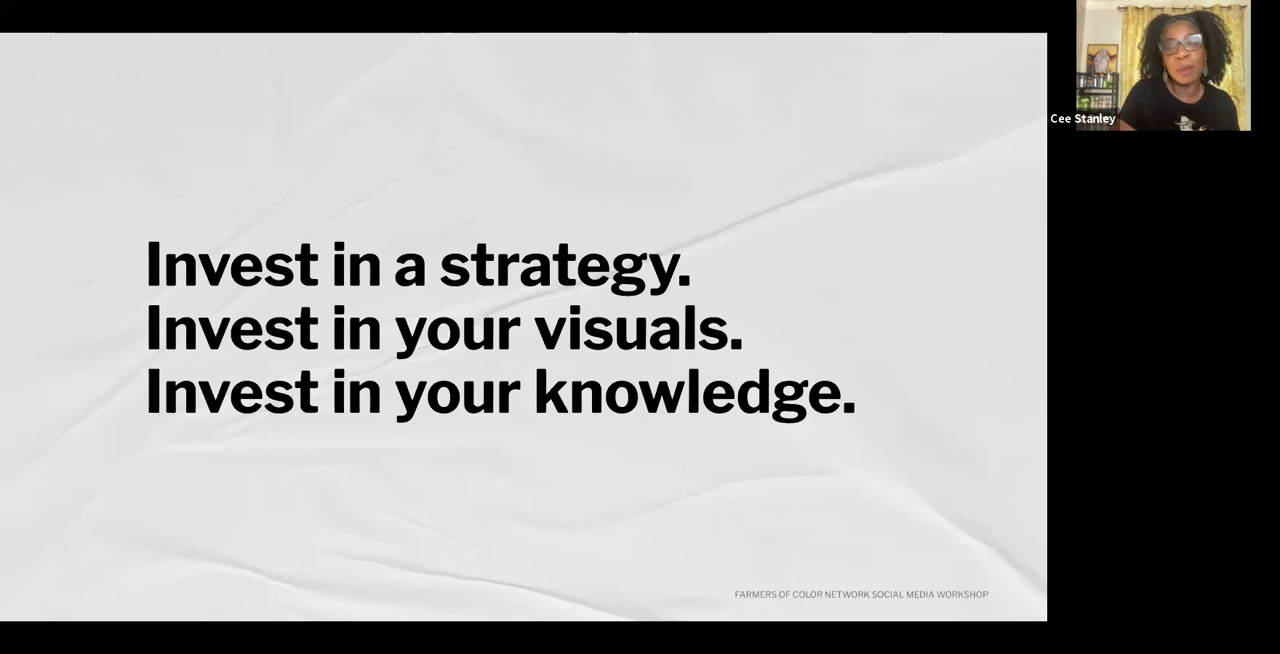 Cee Stanley
Invest in a strategy.
Invest in your visuals.
Invest in your knowledge.
FARMERS OF COLOR NETWORK SOCIAL MEDIA WORKSHOP